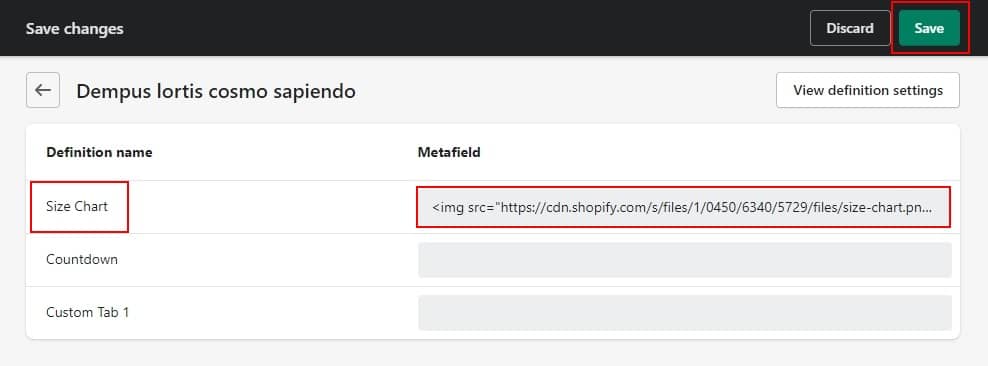 Save changes
Discard
Save
Dempus lortis cosmo sapiendo
View definition settings
Definition name
Metafield
Size Chart
<img src="https://cdn.shopify.com/s/files/1/0450/6340/5729/files/size-chart.pn...
Countdown
Custom Tab 1